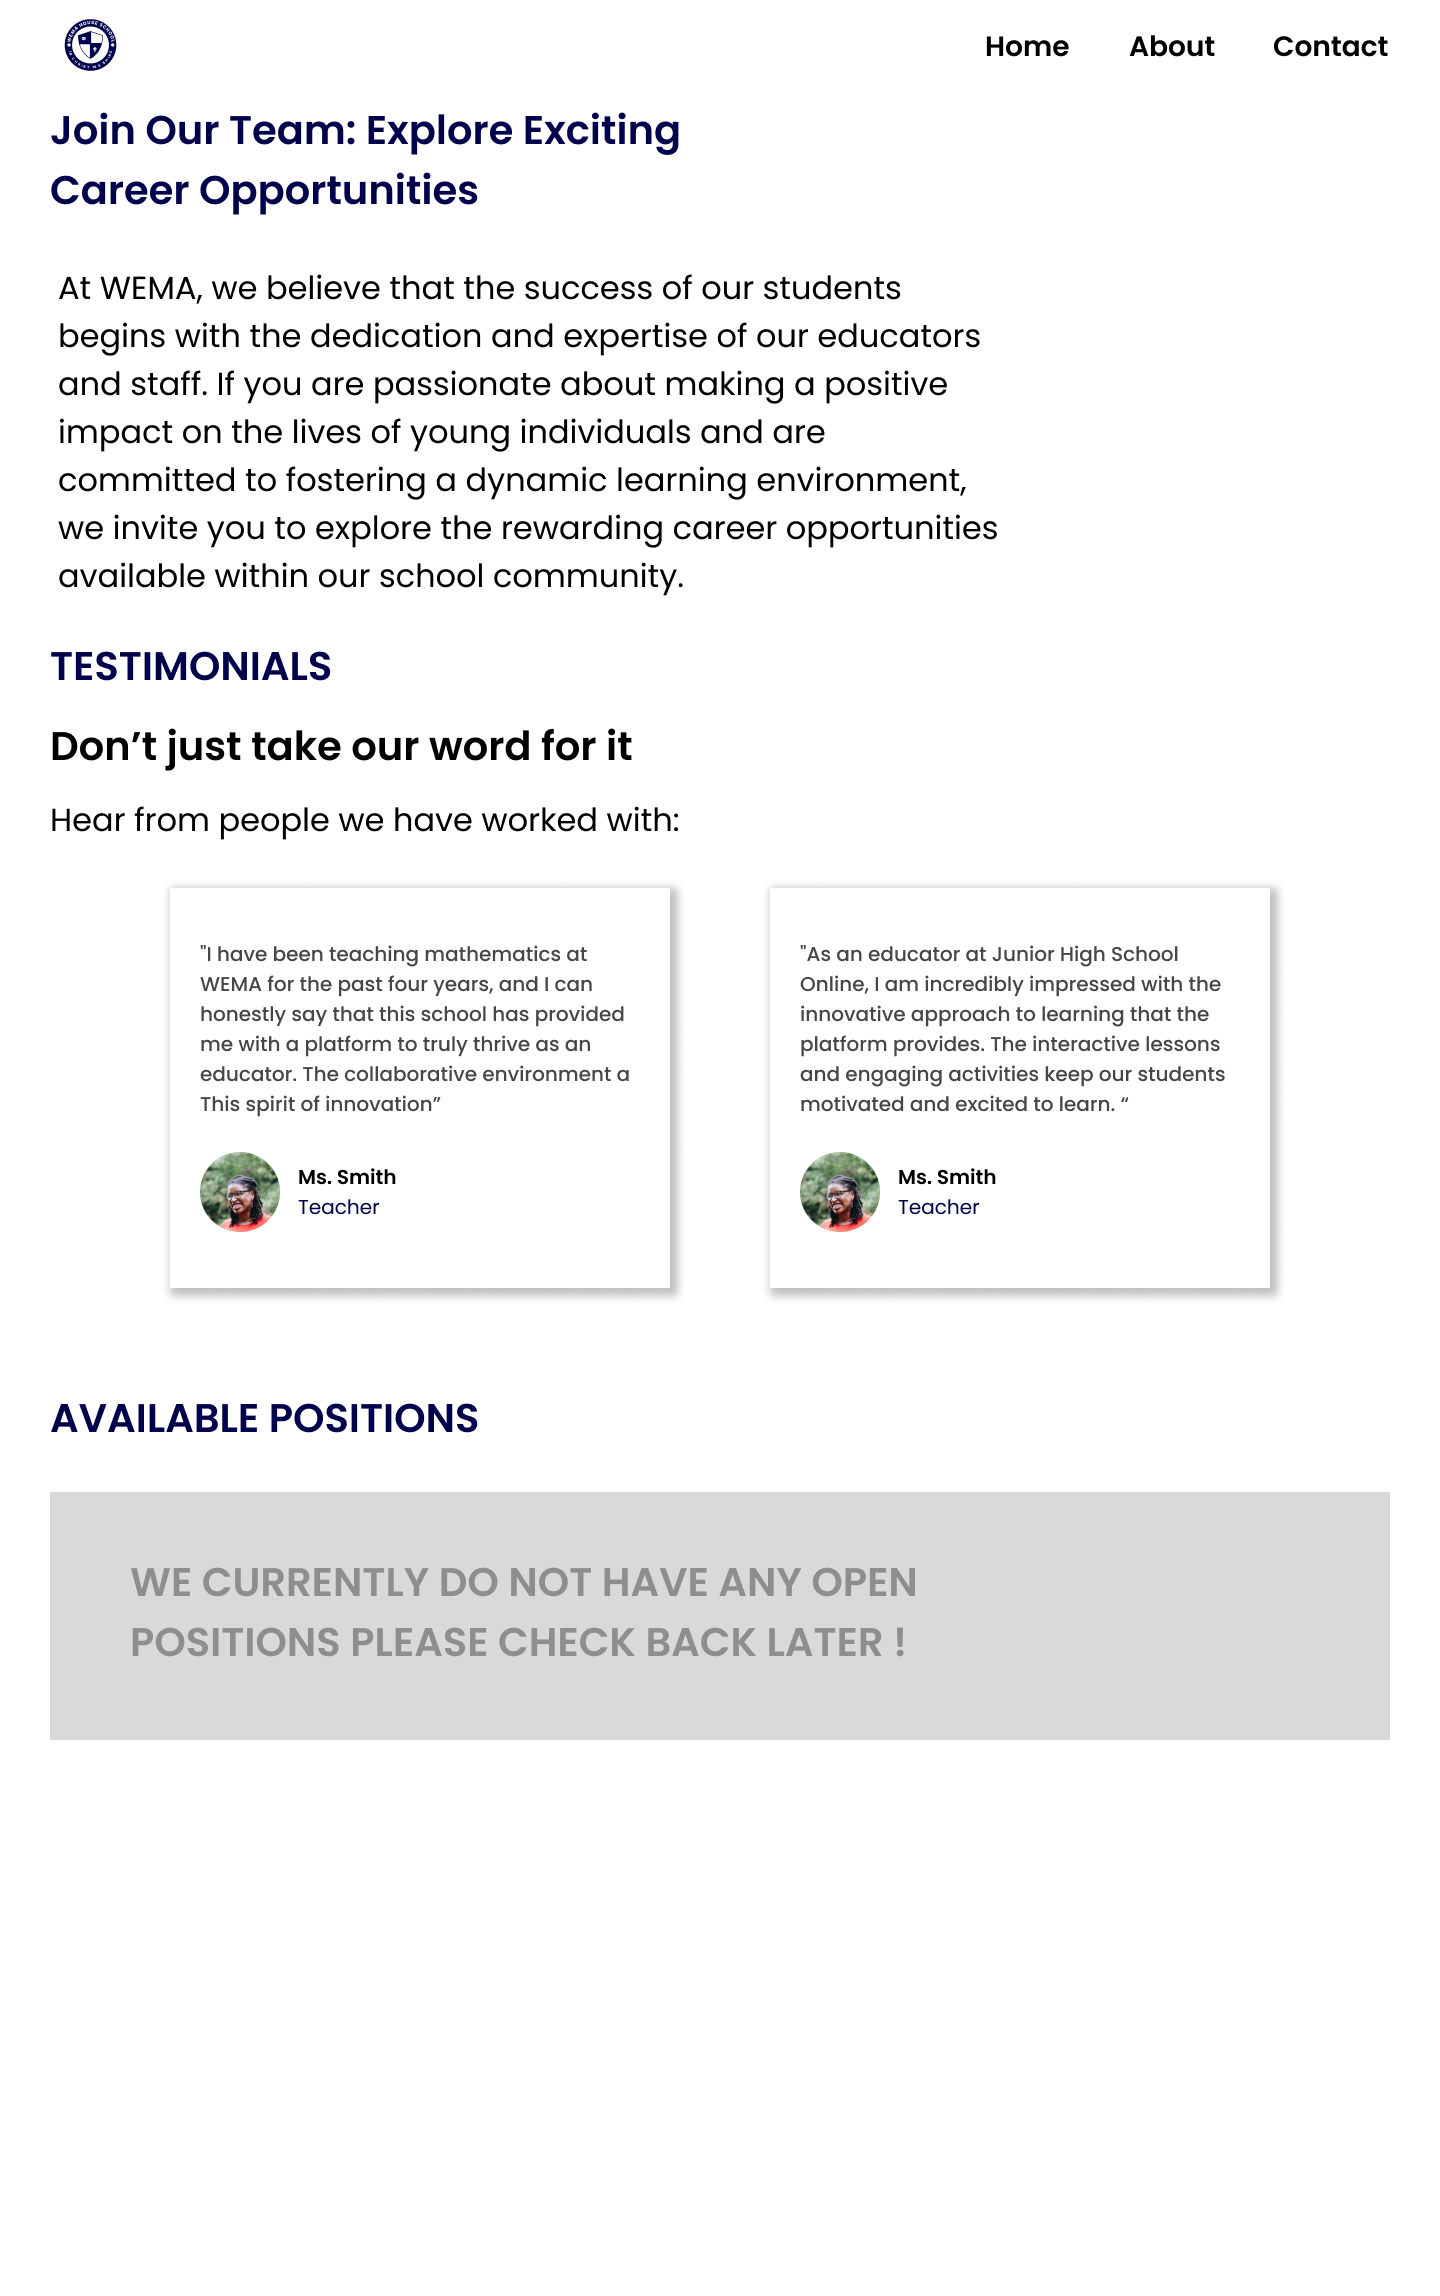 WEMA HOUSE SCHOOL
Home About Contact
Join Our Team: Explore Exciting
Career Opportunities
At WEMA, we believe that the success of our students
begins with the dedication and expertise of our educators
and staff. If you are passionate about making a positive
impact on the lives of young individuals and are
committed to fostering a dynamic learning environment,
we invite you to explore the rewarding career opportunities
available within our school community.
TESTIMONIALS
Don’t just take our word for it
Hear from people we have worked with:
"I have been teaching mathematics at
WEMA for the past four years, and I can
honestly say that this school has provided
me with a platform to truly thrive as an
educator. The collaborative environment a
This spirit of innovation”
Ms. Smith
Teacher
"As an educator at Junior High School
Online, I am incredibly impressed with the
innovative approach to learning that the
platform provides. The interactive lessons
and engaging activities keep our students
motivated and excited to learn. “
Ms. Smith
Teacher
AVAILABLE POSITIONS
WE CURRENTLY DO NOT HAVE ANY OPEN
POSITIONS PLEASE CHECK BACK LATER !